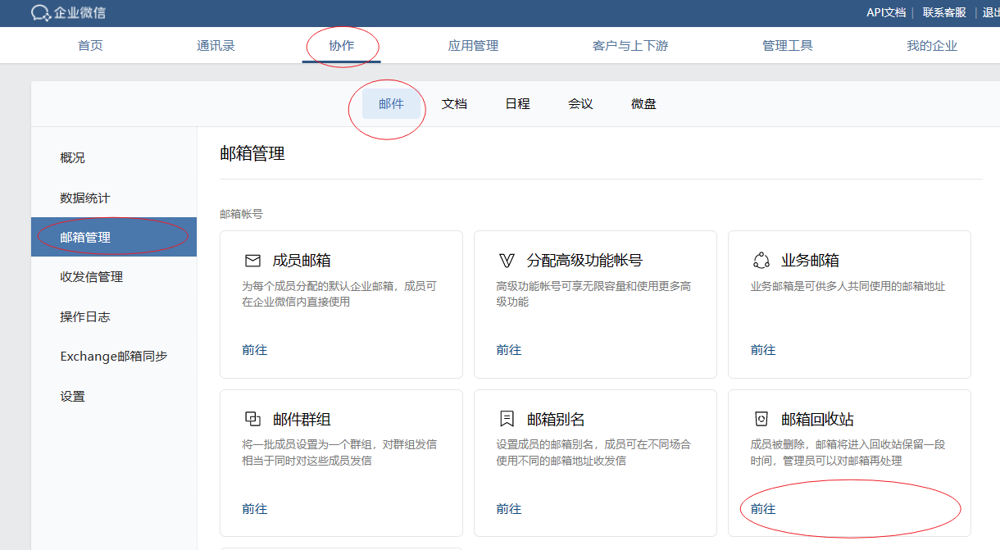 企业微信
API文档 | 联系客服 | 退出
首页 通讯录 协作 应用管理 客户与上下游 管理工具 我的企业
邮件 文档 日程 会议 微盘
概况
数据统计
邮箱管理
收发信管理
操作日志
Exchange邮箱同步
设置
邮箱管理
邮箱帐号
成员邮箱
为每个成员分配的默认企业邮箱，成员可
在企业微信内直接使用
前往
分配高级功能帐号
高级功能帐号可享无限容量和使用更多高
级功能
前往
业务邮箱
业务邮箱是可供多人共同使用的邮箱地址
前往
邮件群组
将一批成员设置为一个群组，对群组发信
相当于同时对这些成员发信
前往
邮箱别名
设置成员的邮箱别名，成员可在不同场合
使用不同的邮箱地址收发信
前往
邮箱回收站
成员被删除，邮箱将进入回收站保留一段
时间，管理员可以对邮箱再处理
前往